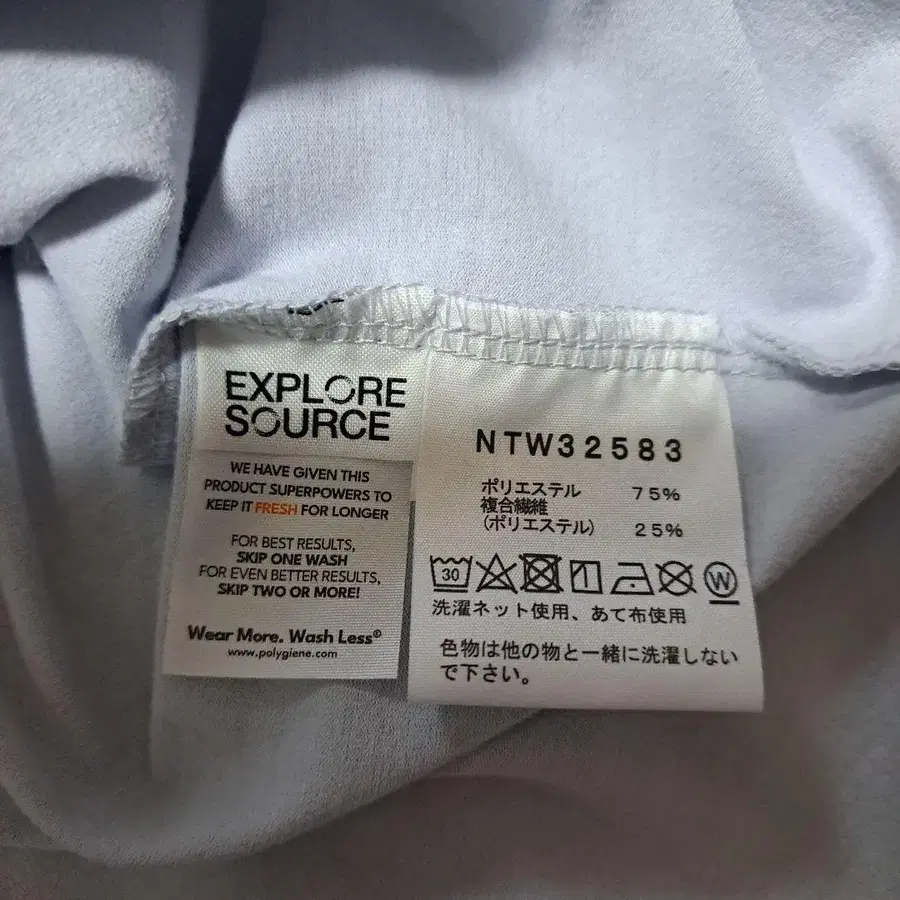 EXPLORE
SOURCE
WE HAVE GIVEN THIS
PRODUCT SUPERPOWERS TO
KEEP IT FRESH FOR LONGER
FOR BEST RESULTS,
SKIP ONE WASH
FOR EVEN BETTER RESULTS,
SKIP TWO OR MORE!
Wear More. Wash Less®
www.polygiene.com
NTW32583
ポリエステル 75%
複合繊維
(ポリエステル) 25%
30 W
洗濯ネット使用、あて布使用
色物は他の物と一緒に洗濯しない
で下さい。